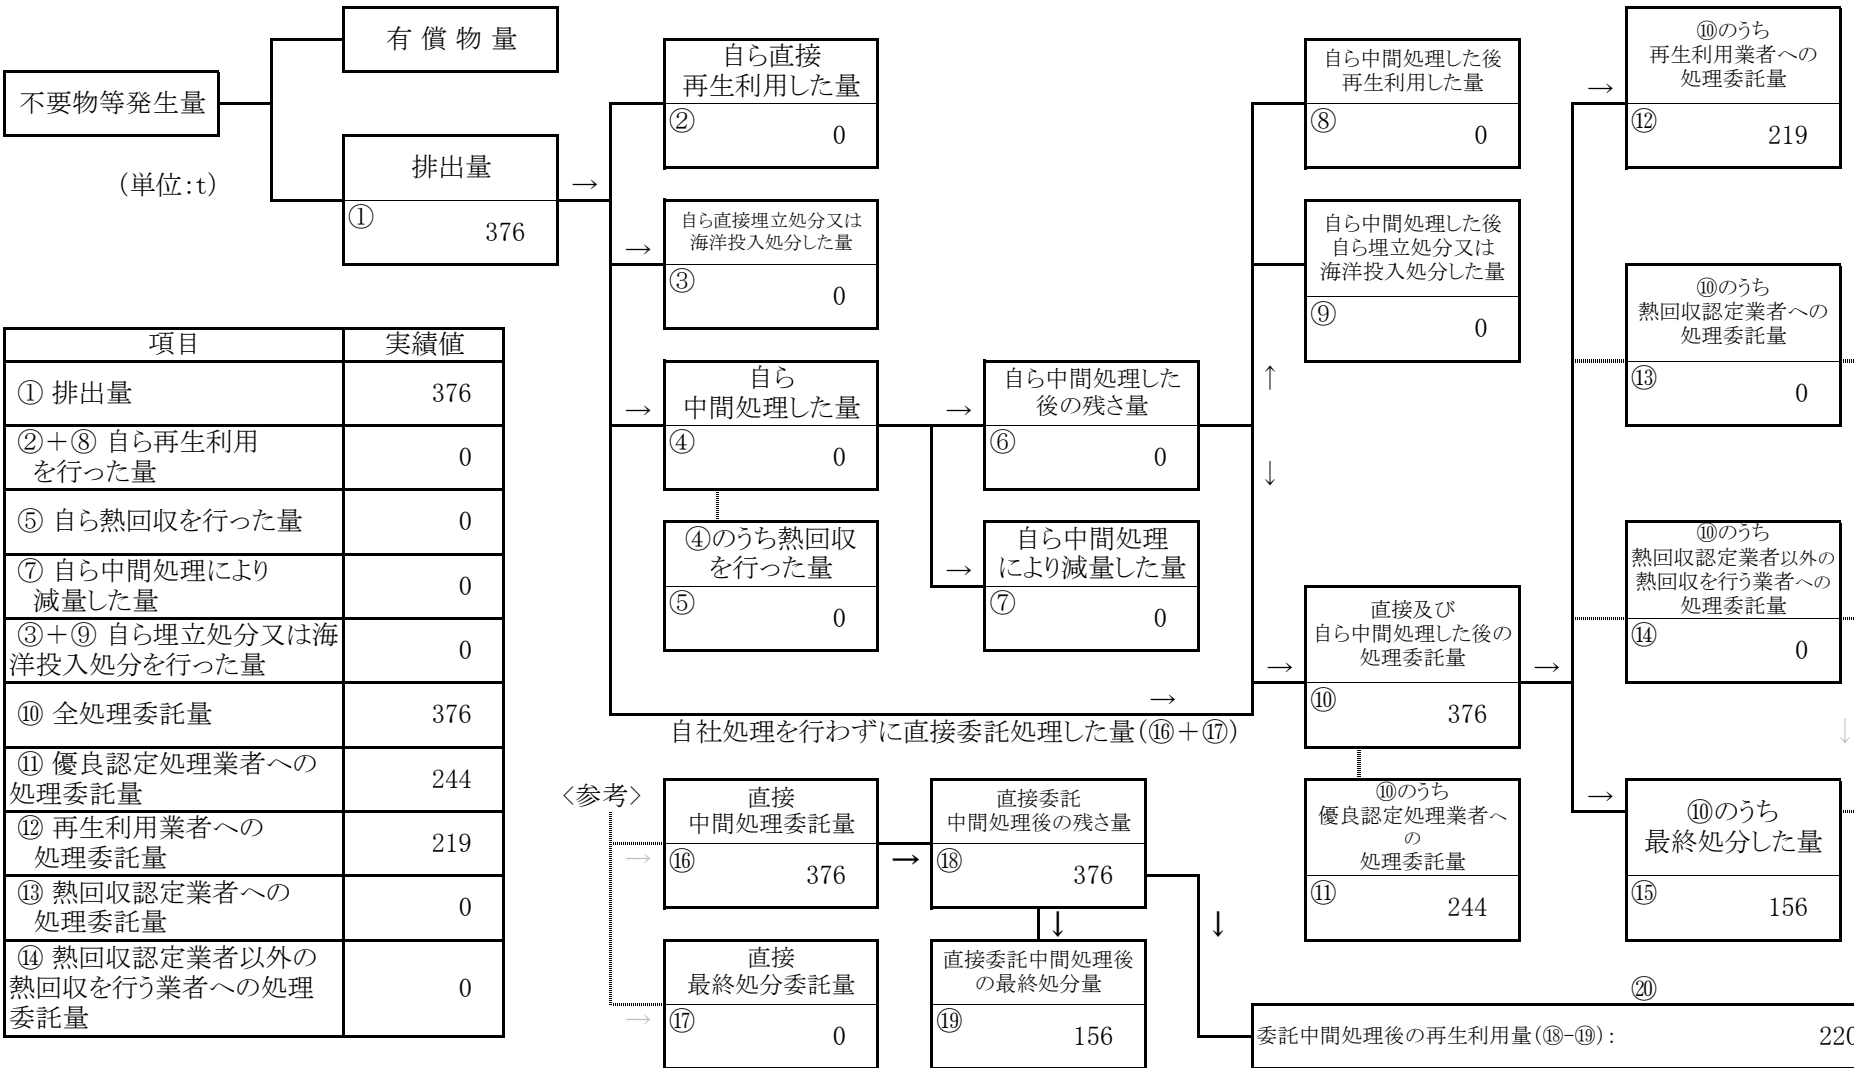 不要物等発生量
(単位:t)
有 償 物 量
排出量
①
376
→
自ら直接
再生利用した量
②
0
→
自ら直接埋立処分又は
海洋投入処分した量
③
0
→
自ら
中間処理した量
④
0
④のうち熱回収
を行った量
⑤
0
→
自ら中間処理した
後の残さ量
⑥
0
→
自ら中間処理
により減量した量
⑦
0
↑
↓
自ら中間処理した後
再生利用した量
⑧
0
自ら中間処理した後
自ら埋立処分又は
海洋投入処分した量
⑨
0
→
自社処理を行わずに直接委託処理した量(⑯+⑰)
→
直接及び
自ら中間処理した後の
処理委託量
⑩
376
→
⑩のうち
優良認定処理業者へ
の
処理委託量
⑪
244
→
⑩のうち
再生利用業者への
処理委託量
⑫
219
⑩のうち
熱回収認定業者への
処理委託量
⑬
0
⑩のうち
熱回収認定業者以外の
熱回収を行う業者への
処理委託量
⑭
0
↓
→
⑩のうち
最終処分した量
⑮
156
項目 実績値
① 排出量 376
②+⑧ 自ら再生利用
を行った量 0
⑤ 自ら熱回収を行った量 0
⑦ 自ら中間処理により
減量した量 0
③+⑨ 自ら埋立処分又は海
洋投入処分を行った量 0
⑩ 全処理委託量 376
⑪ 優良認定処理業者への
処理委託量 244
⑫ 再生利用業者への
処理委託量 219
⑬ 熱回収認定業者への
処理委託量 0
⑭ 熱回収認定業者以外の
熱回収を行う業者への処理
委託量 0
<参考>
→
直接
中間処理委託量
⑯
376
→
直接委託
中間処理後の残さ量
⑱
376
↓
↓
→
直接
最終処分委託量
⑰
0
直接委託中間処理後
の最終処分量
⑲
156
⑳
委託中間処理後の再生利用量(⑱-⑲): 220